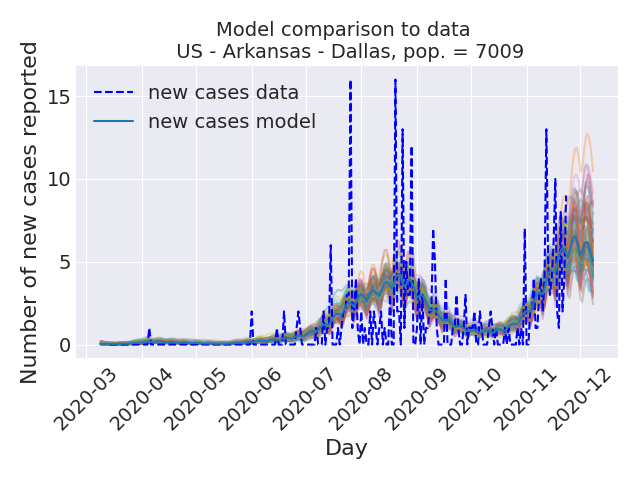 Model comparison to data
US - Arkansas - Dallas, pop. = 7009
Number of new cases reported
15
10
5
0
new cases data
new cases model
2020-03
2020-04
2020-05
2020-06
2020-07
2020-08
2020-09
2020-10
2020-11
2020-12
Day